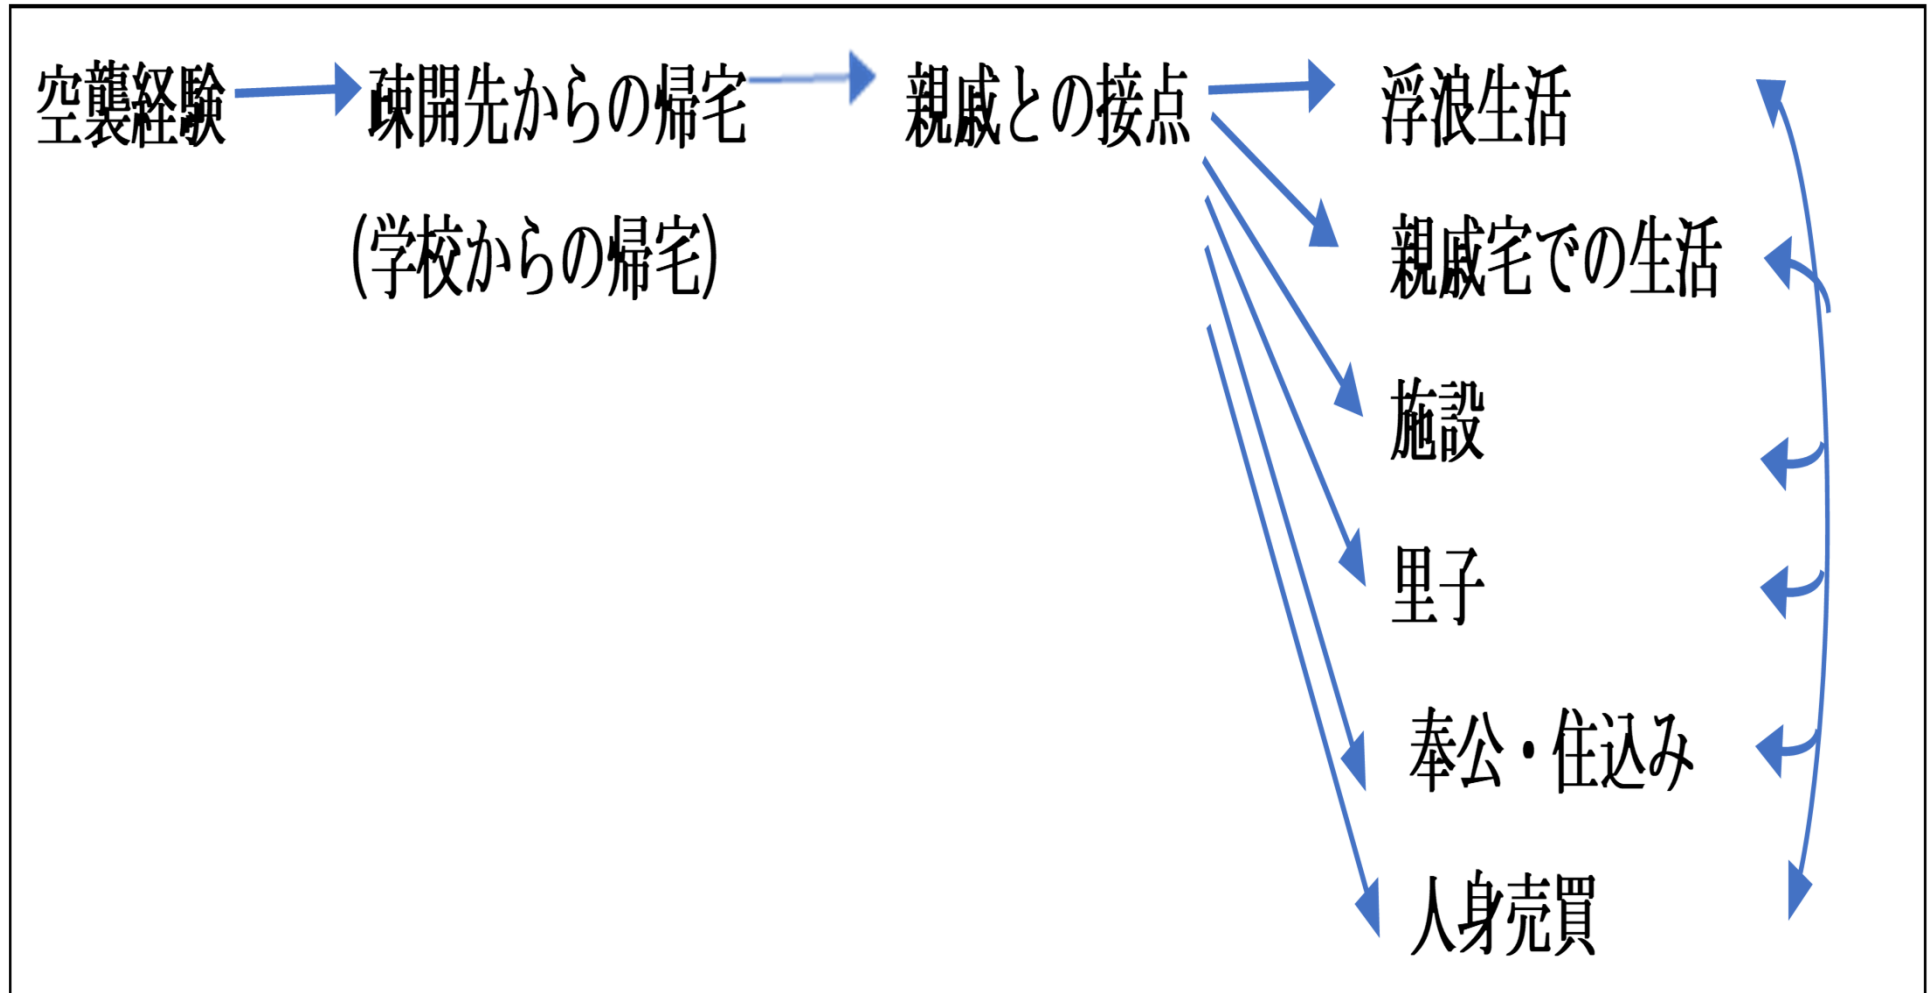 空襲経験
疎開先からの帰宅
(学校からの帰宅)
親戚との接点
浮浪生活
親戚宅での生活
施設
里子
奉公・住込み
人身売買